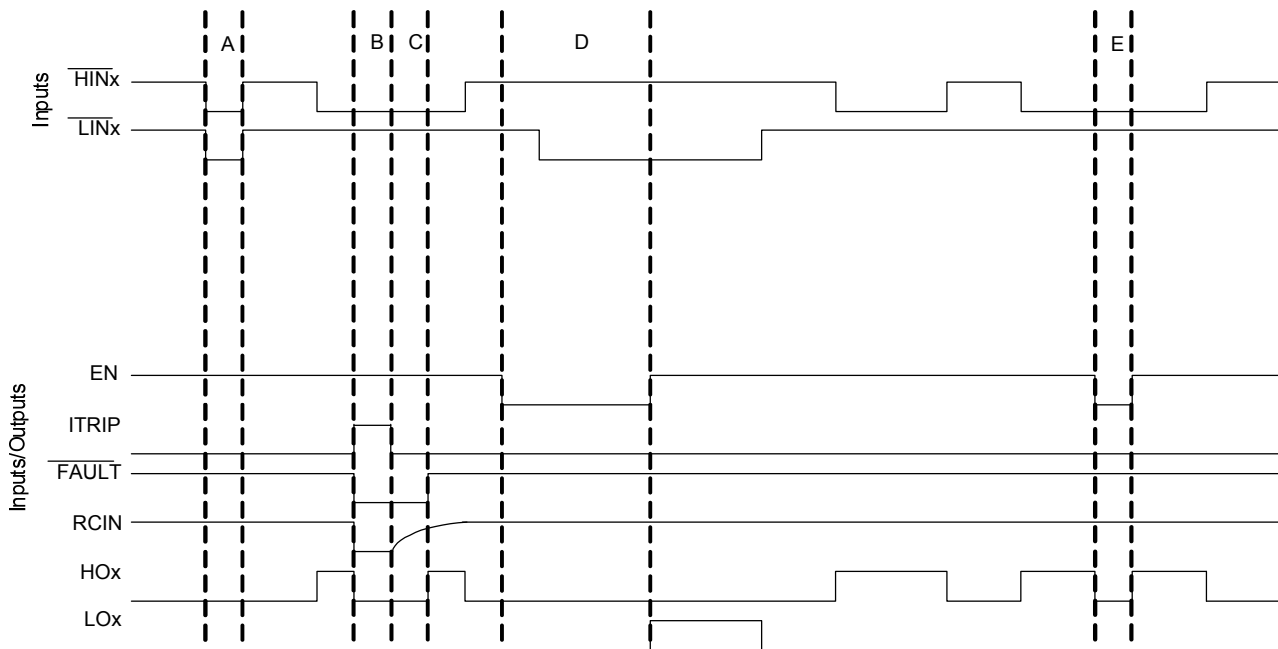 A
B
C
D
E
Inputs
HINx
LINx
Inputs/Outputs
EN
ITRIP
FAULT
RCIN
HOx
LOx